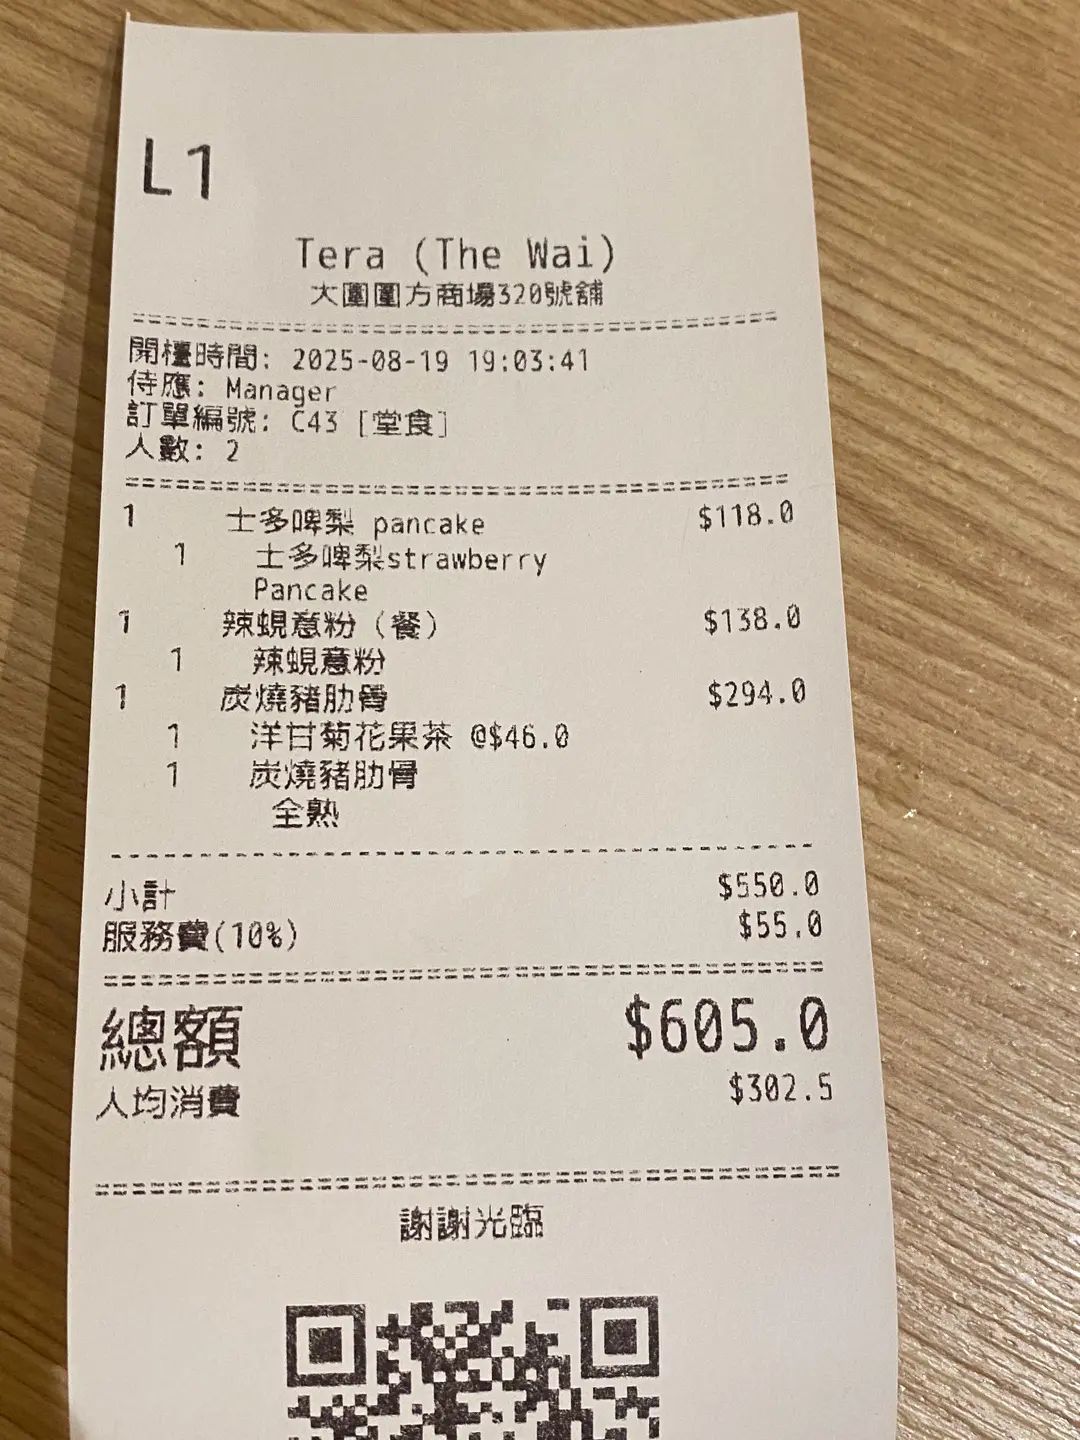 L1
Tera (The Wai)
大圍圍方商場320號舖
開檯時間: 2025-08-19 19:03:41
侍應: Manager
訂單編號: C43 [堂食]
人數: 2
1 士多啤梨 pancake $118.0
1 士多啤梨strawberry
Pancake
1 辣蜆意粉 (餐) $138.0
1 辣蜆意粉
1 炭燒豬肋骨 $294.0
1 洋甘菊花果茶 @$46.0
1 炭燒豬肋骨
全熟
小計 $550.0
服務費(10%) $55.0
總額 $605.0
人均消費 $302.5
謝謝光臨